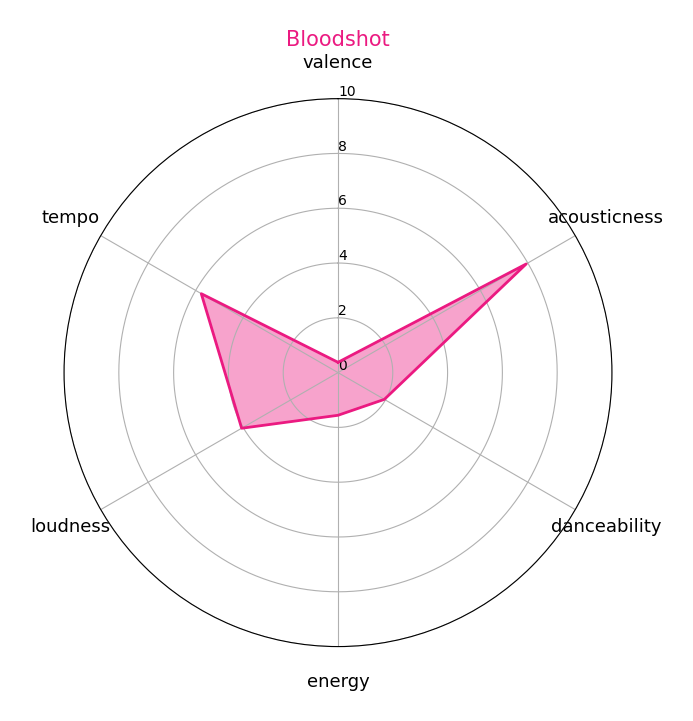 Bloodshot
valence
10
8
tempo
acousticness
6
4
2
0
loudness
danceability
energy